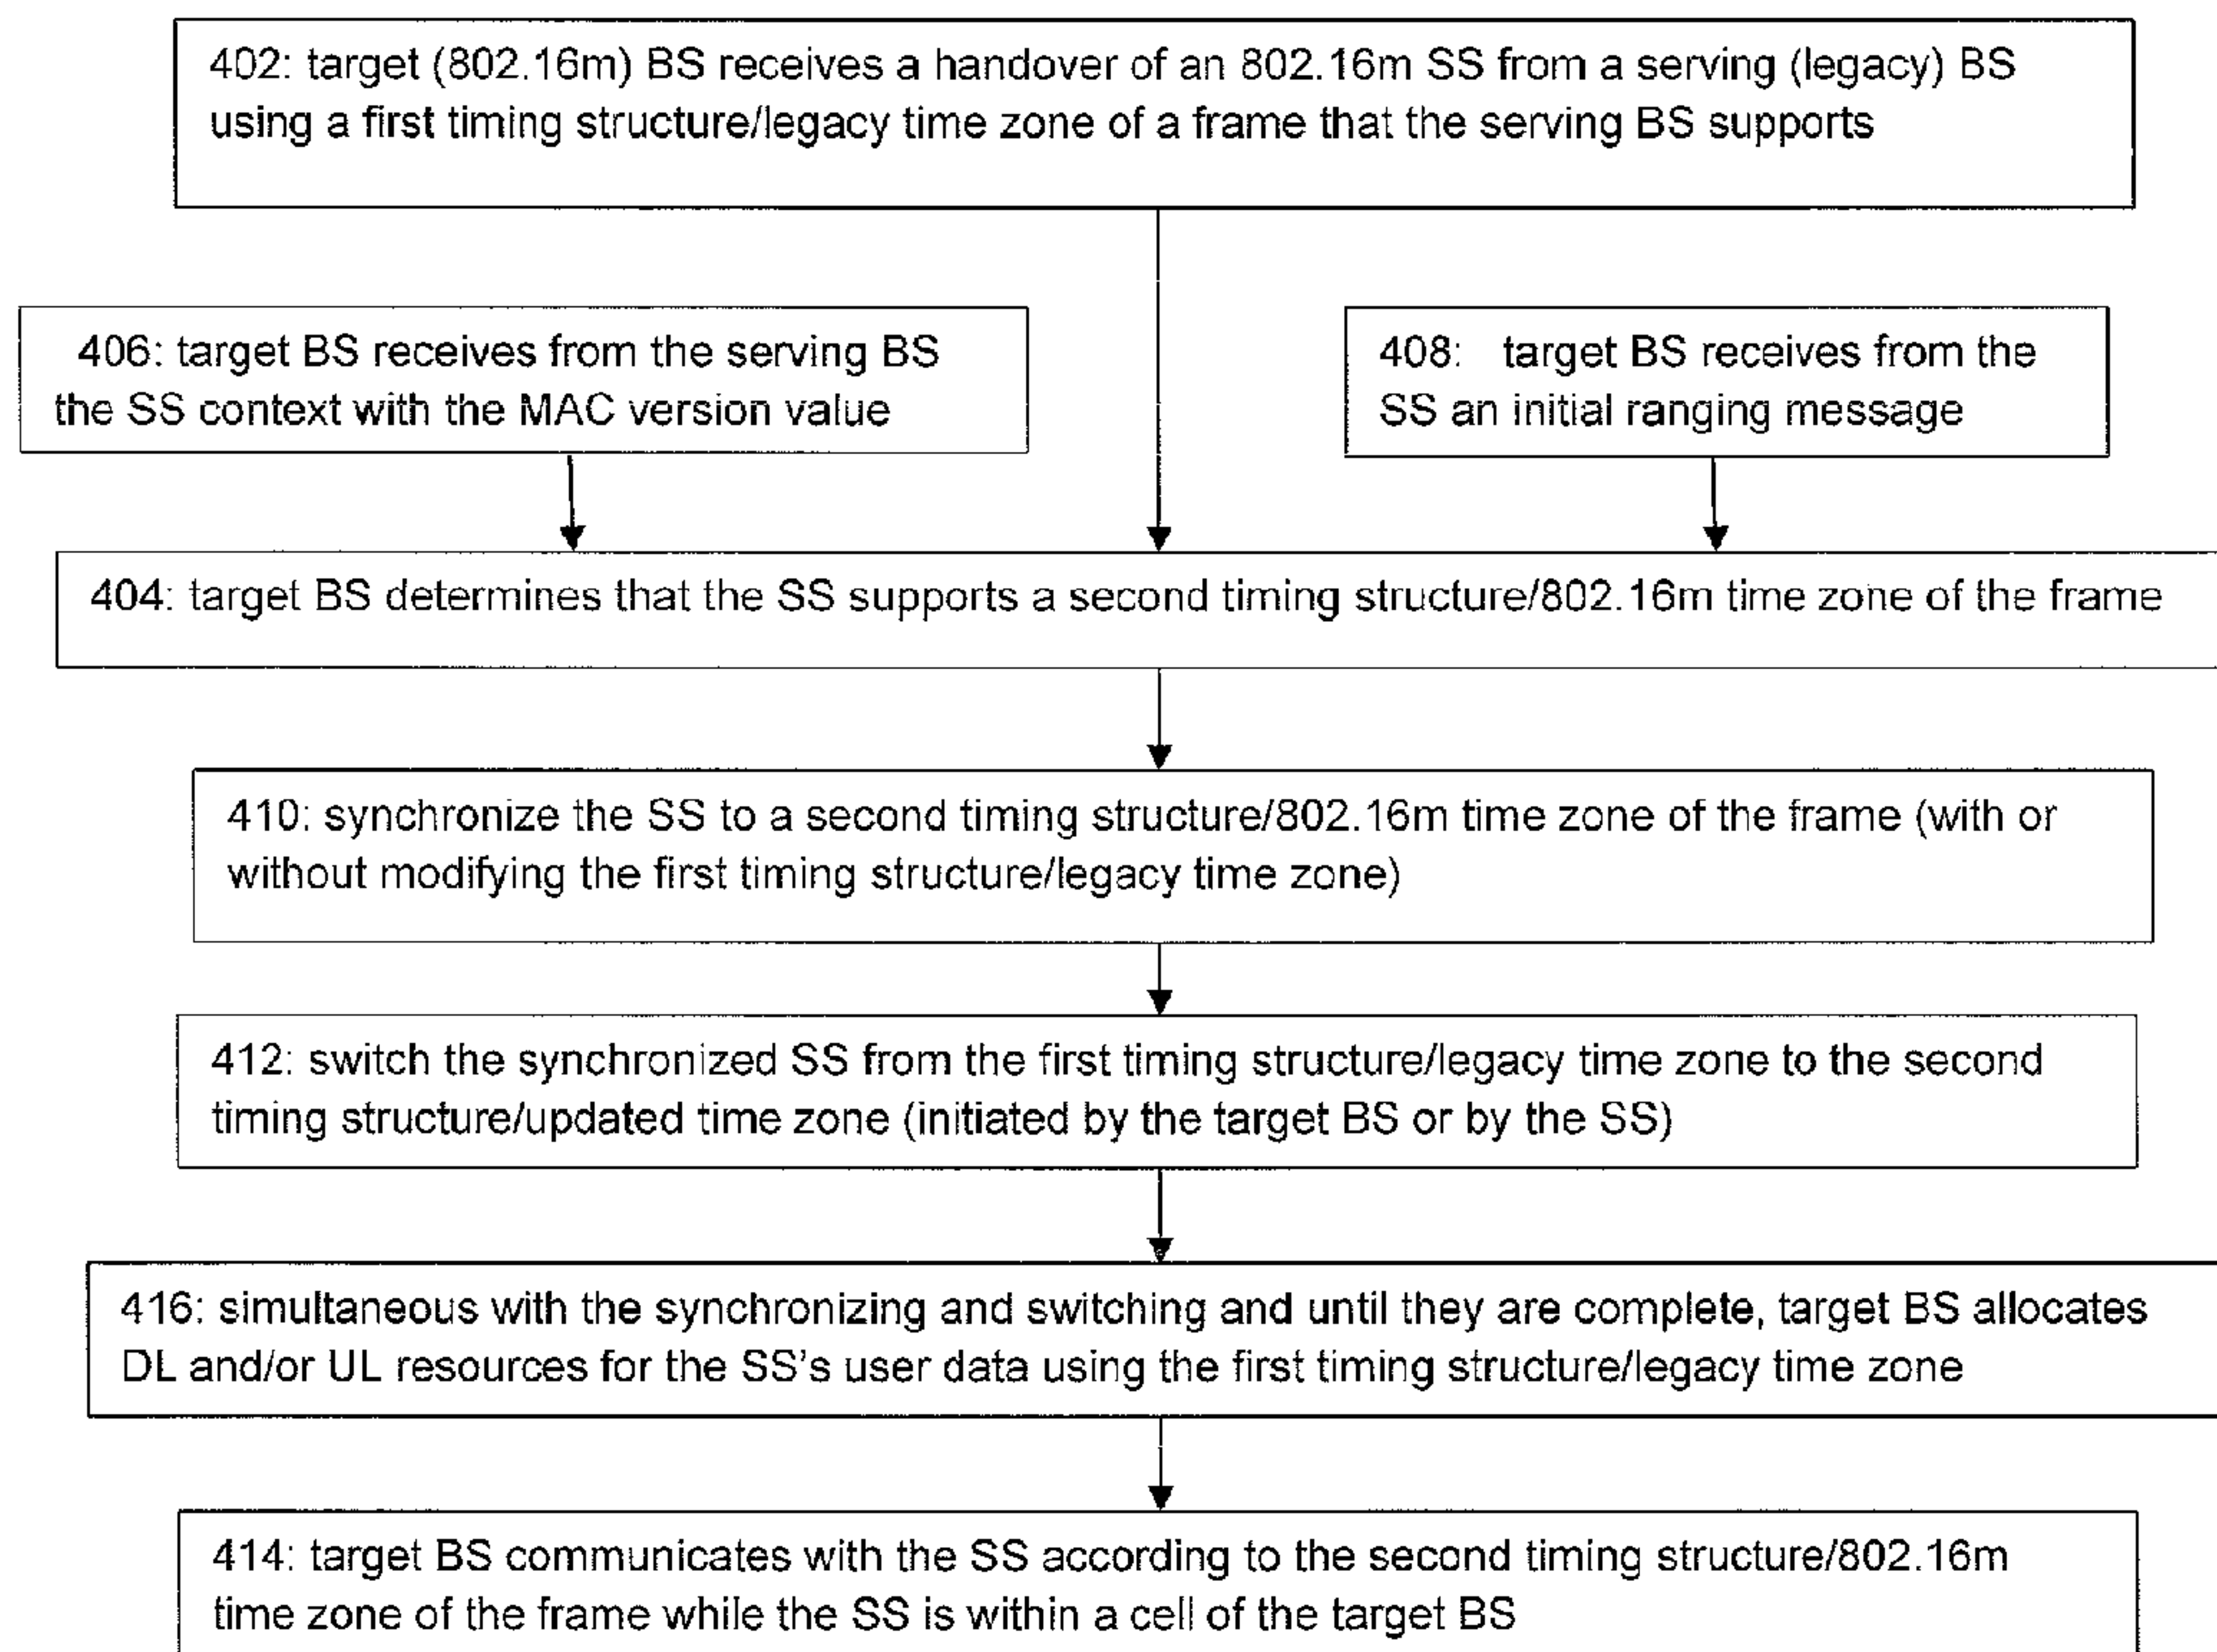 402: target (802.16m) BS receives a handover of an 802.16m SS from a serving (legacy) BS
using a first timing structure/legacy time zone of a frame that the serving BS supports
406: target BS receives from the serving BS
the SS context with the MAC version value
408: target BS receives from the
SS an initial ranging message
404: target BS determines that the SS supports a second timing structure/802.16m time zone of the frame
410: synchronize the SS to a second timing structure/802.16m time zone of the frame (with or
without modifying the first timing structure/legacy time zone)
412: switch the synchronized SS from the first timing structure/legacy time zone to the second
timing structure/updated time zone (initiated by the target BS or by the SS)
416: simultaneous with the synchronizing and switching and until they are complete, target BS allocates
DL and/or UL resources for the SS's user data using the first timing structure/legacy time zone
414: target BS communicates with the SS according to the second timing structure/802.16m
time zone of the frame while the SS is within a cell of the target BS